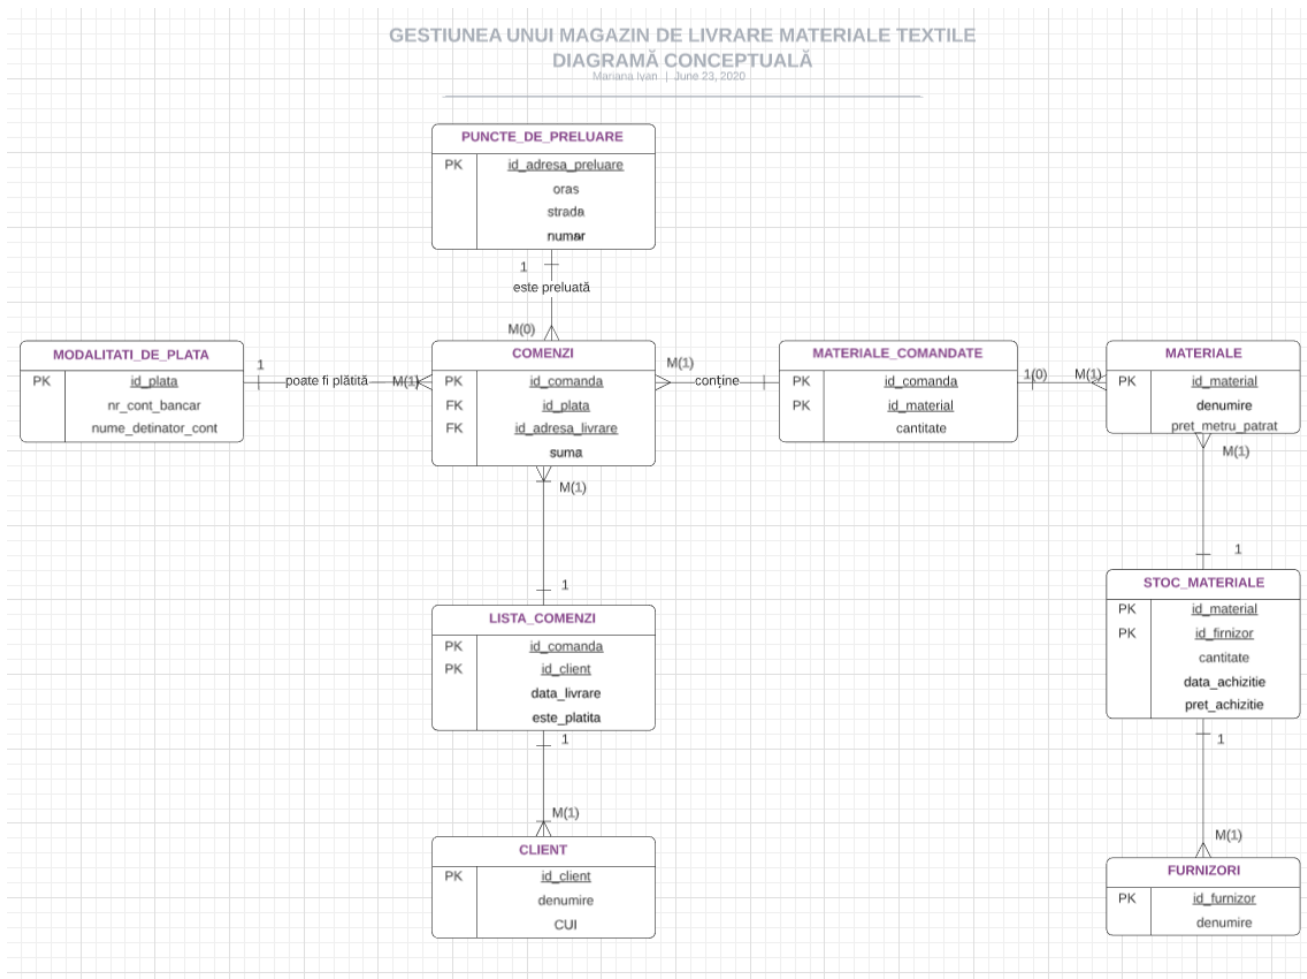 GESTIUNEA UNUI MAGAZIN DE LIVRARE MATERIALE TEXTILE
DIAGRAMĂ CONCEPTUALĂ
Mariana Ivan | June 23, 2020
PUNCTE_DE_PRELUARE
PK id_adresa_preluare
oras
strada
numar
1
este preluată
M(0)
MODALITATI_DE_PLATA
PK id_plata
nr_cont_bancar
nume_detinator_cont
1
poate fi plătită
M(1)
COMENZI
PK id_comanda
FK id_plata
FK id_adresa_livrare
suma
M(1)
conține
MATERIALE_COMANDATE
PK id_comanda
PK id_material
cantitate
1(0)
M(1)
MATERIALE
PK id_material
denumire
pret_metru_patrat
M(1)
1
M(1)
1
LISTA_COMENZI
PK id_comanda
PK id_client
data_livrare
este_platita
1
M(1)
CLIENT
PK id_client
denumire
CUI
STOC_MATERIALE
PK id_material
PK id_firnizor
cantitate
data_achizitie
pret_achizitie
1
M(1)
FURNIZORI
PK id_furnizor
denumire